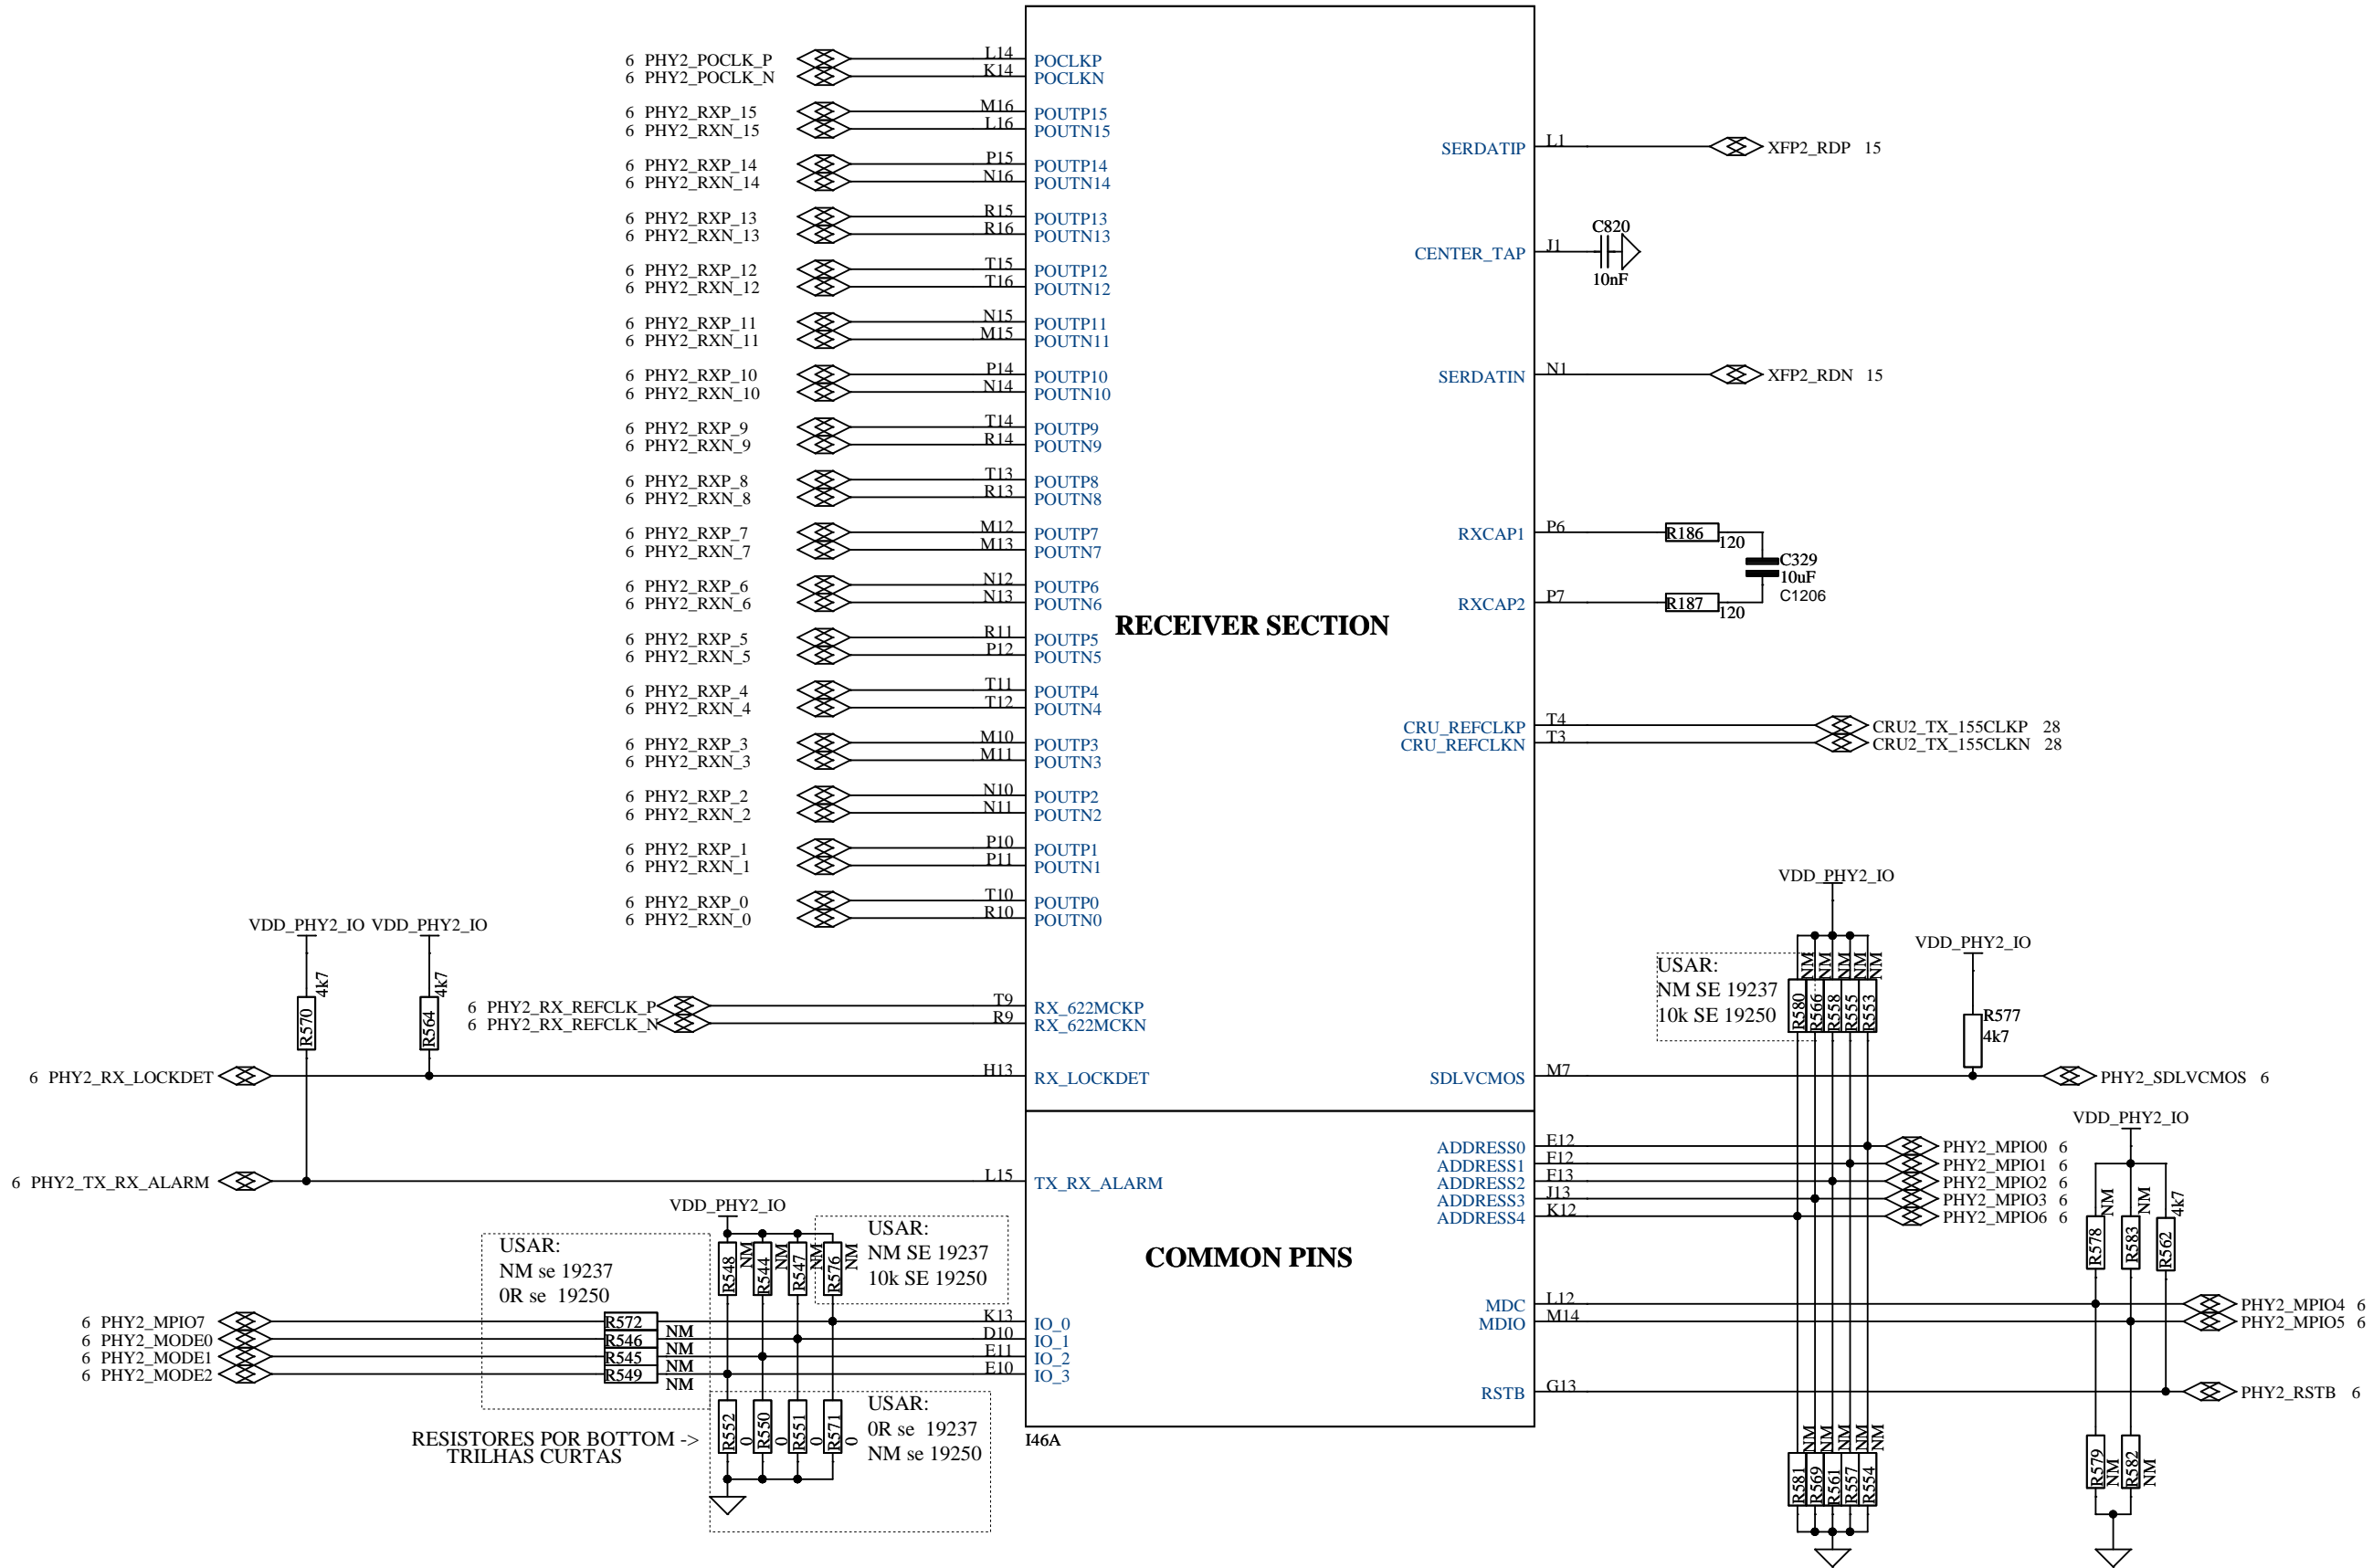 6 PHY2_POCLK_P L14 POCLKP
6 PHY2_POCLK_N K14 POCLKN
6 PHY2_RXP_15 M16 POUTP15
6 PHY2_RXN_15 L16 POUTN15
SERDATIP L1 XFP2_RDP 15
6 PHY2_RXP_14 P15 POUTP14
6 PHY2_RXN_14 N16 POUTN14
6 PHY2_RXP_13 R15 POUTP13
6 PHY2_RXN_13 R16 POUTN13
C820
CENTER_TAP J1
10nF
6 PHY2_RXP_12 T15 POUTP12
6 PHY2_RXN_12 T16 POUTN12
6 PHY2_RXP_11 N15 POUTP11
6 PHY2_RXN_11 M15 POUTN11
6 PHY2_RXP_10 P14 POUTP10
6 PHY2_RXN_10 N14 POUTN10
SERDATIN N1 XFP2_RDN 15
6 PHY2_RXP_9 T14 POUTP9
6 PHY2_RXN_9 R14 POUTN9
6 PHY2_RXP_8 T13 POUTP8
6 PHY2_RXN_8 R13 POUTN8
6 PHY2_RXP_7 M12 POUTP7
6 PHY2_RXN_7 M13 POUTN7
RXCAP1 P6 R186 120
C329
10uF
C1206
6 PHY2_RXP_6 N12 POUTP6
6 PHY2_RXN_6 N13 POUTN6
RXCAP2 P7 R187 120
RECEIVER SECTION
6 PHY2_RXP_5 R11 POUTP5
6 PHY2_RXN_5 P12 POUTN5
6 PHY2_RXP_4 T11 POUTP4
6 PHY2_RXN_4 T12 POUTN4
CRU_REFCLKP T4 CRU2_TX_155CLKP 28
CRU_REFCLKN T3 CRU2_TX_155CLKN 28
6 PHY2_RXP_3 M10 POUTP3
6 PHY2_RXN_3 M11 POUTN3
6 PHY2_RXP_2 N10 POUTP2
6 PHY2_RXN_2 N11 POUTN2
6 PHY2_RXP_1 P10 POUTP1
6 PHY2_RXN_1 P11 POUTN1
6 PHY2_RXP_0 T10 POUTP0
6 PHY2_RXN_0 R10 POUTN0
VDD_PHY2_IO VDD_PHY2_IO
R570 4k7
R564 4k7
6 PHY2_RX_REFCLK_P T9 RX_622MCKP
6 PHY2_RX_REFCLK_N R9 RX_622MCKN
6 PHY2_RX_LOCKDET H13 RX_LOCKDET
VDD_PHY2_IO
USAR:
NM SE 19237
10k SE 19250
R580 NM
R566 NM
R558 NM
R555 NM
R553 NM
VDD_PHY2_IO
R577
4k7
SDLVCMOS M7 PHY2_SDLVCMOS 6
6 PHY2_TX_RX_ALARM L15 TX_RX_ALARM
ADDRESS0 E12 PHY2_MPIO0 6
ADDRESS1 F12 PHY2_MPIO1 6
ADDRESS2 F13 PHY2_MPIO2 6
ADDRESS3 J13 PHY2_MPIO3 6
ADDRESS4 K12 PHY2_MPIO6 6
COMMON PINS
VDD_PHY2_IO
R578 NM
R583 NM
R562 4k7
VDD_PHY2_IO
R548 NM
R544 NM
R547 NM
R576 NM
USAR:
NM SE 19237
10k SE 19250
USAR:
NM se 19237
0R se 19250
6 PHY2_MPIO7 R572 NM K13 IO_0
6 PHY2_MODE0 R546 NM D10 IO_1
6 PHY2_MODE1 R545 NM E11 IO_2
6 PHY2_MODE2 R549 NM E10 IO_3
MDC L12 PHY2_MPIO4 6
MDIO M14 PHY2_MPIO5 6
RSTB G13 PHY2_RSTB 6
R552 0
R550 0
R551 0
R571 0
USAR:
0R se 19237
NM se 19250
RESISTORES POR BOTTOM ->
TRILHAS CURTAS
I46A
R581 NM
R569 NM
R561 NM
R557 NM
R554 NM
R579 NM
R582 NM